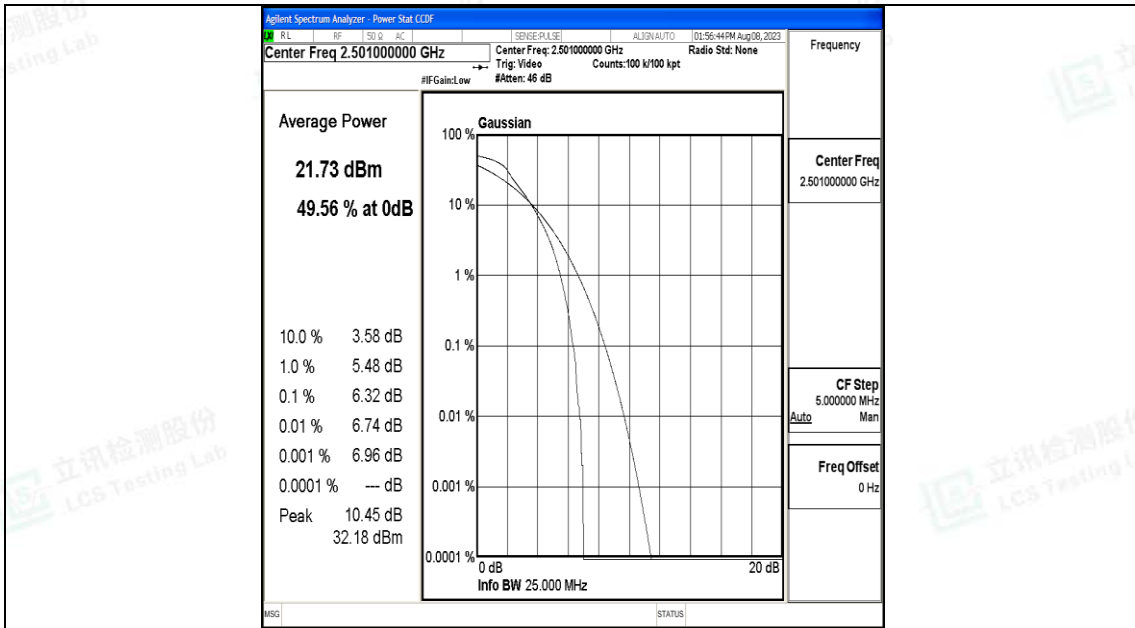 Agilent Spectrum Analyzer - Power Stat CCDF
RL RF 50 Ω AC SENSE:PULSE ALIGN AUTO 01:56:44 PM Aug 08, 2023
Center Freq 2.501000000 GHz
Center Freq: 2.501000000 GHz Radio Std: None
Trig: Video Counts:100 k/100 kpt
#IFGain:Low #Atten: 46 dB
Frequency
Average Power
21.73 dBm
49.56 % at 0dB
10.0 % 3.58 dB
1.0 % 5.48 dB
0.1 % 6.32 dB
0.01 % 6.74 dB
0.001 % 6.96 dB
0.0001 % --- dB
Peak 10.45 dB
32.18 dBm
Gaussian
100 %
10 %
1 %
0.1 %
0.01 %
0.001 %
0.0001 %
0 dB 20 dB
Info BW 25.000 MHz
Center Freq
2.501000000 GHz
CF Step
5.000000 MHz
Auto Man
Freq Offset
0 Hz
MSG STATUS
立讯检测股份
LCS Testing Lab
立讯检测股份
LCS Testing L
测股份
sting Lab
立